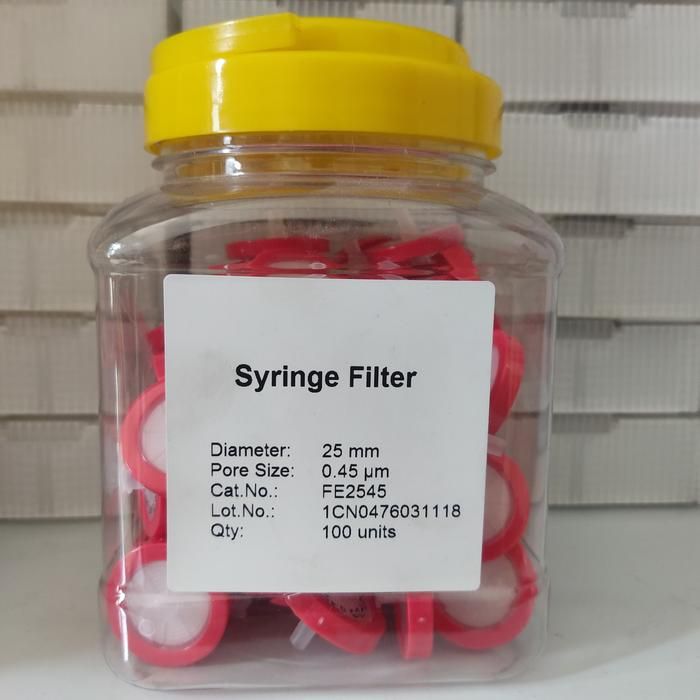 Syringe Filter
Diameter: 25 mm
Pore Size: 0.45 µm
Cat.No.: FE2545
Lot.No.: 1CN0476031118
Qty: 100 units